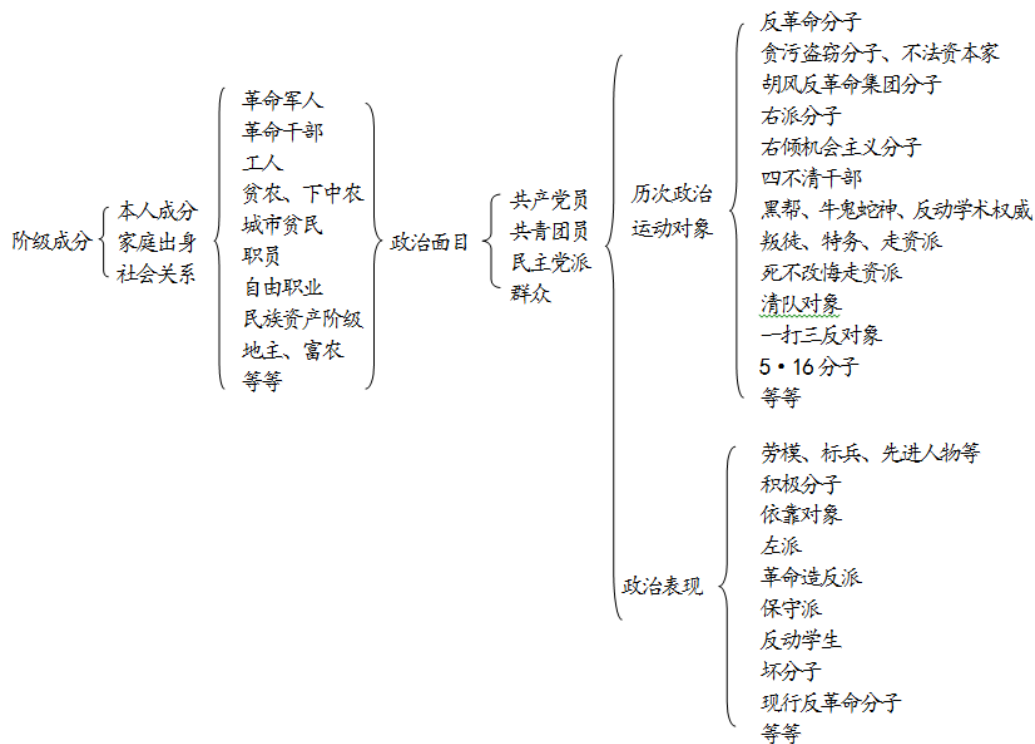 阶级成分
本人成分
家庭出身
社会关系
革命军人
革命干部
工人
贫农、下中农
城市贫民
职员
自由职业
民族资产阶级
地主、富农
等等
政治面目
共产党员
共青团员
民主党派
群众
历次政治
运动对象
反革命分子
贪污盗窃分子、不法资本家
胡风反革命集团分子
右派分子
右倾机会主义分子
四不清干部
黑帮、牛鬼蛇神、反动学术权威
叛徒、特务、走资派
死不改悔走资派
清队对象
一打三反对象
5·16分子
等等
政治表现
劳模、标兵、先进人物等
积极分子
依靠对象
左派
革命造反派
保守派
反动学生
坏分子
现行反革命分子
等等